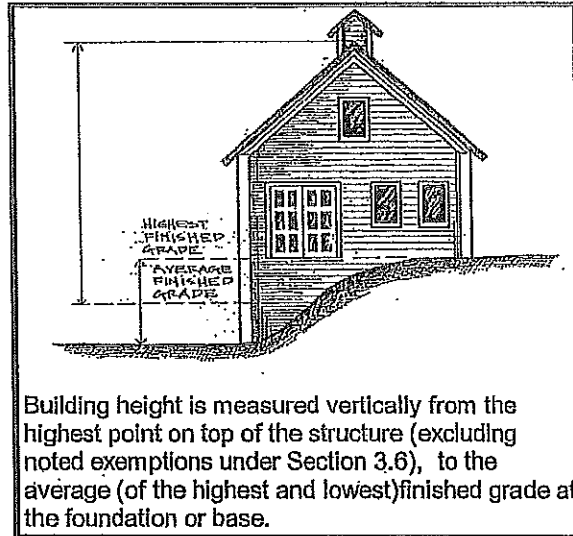 HIGHEST
FINISHED
GRADE
AVERAGE
FINISHED
GRADE
Building height is measured vertically from the
highest point on top of the structure (excluding
noted exemptions under Section 3.6), to the
average (of the highest and lowest)finished grade at
the foundation or base.